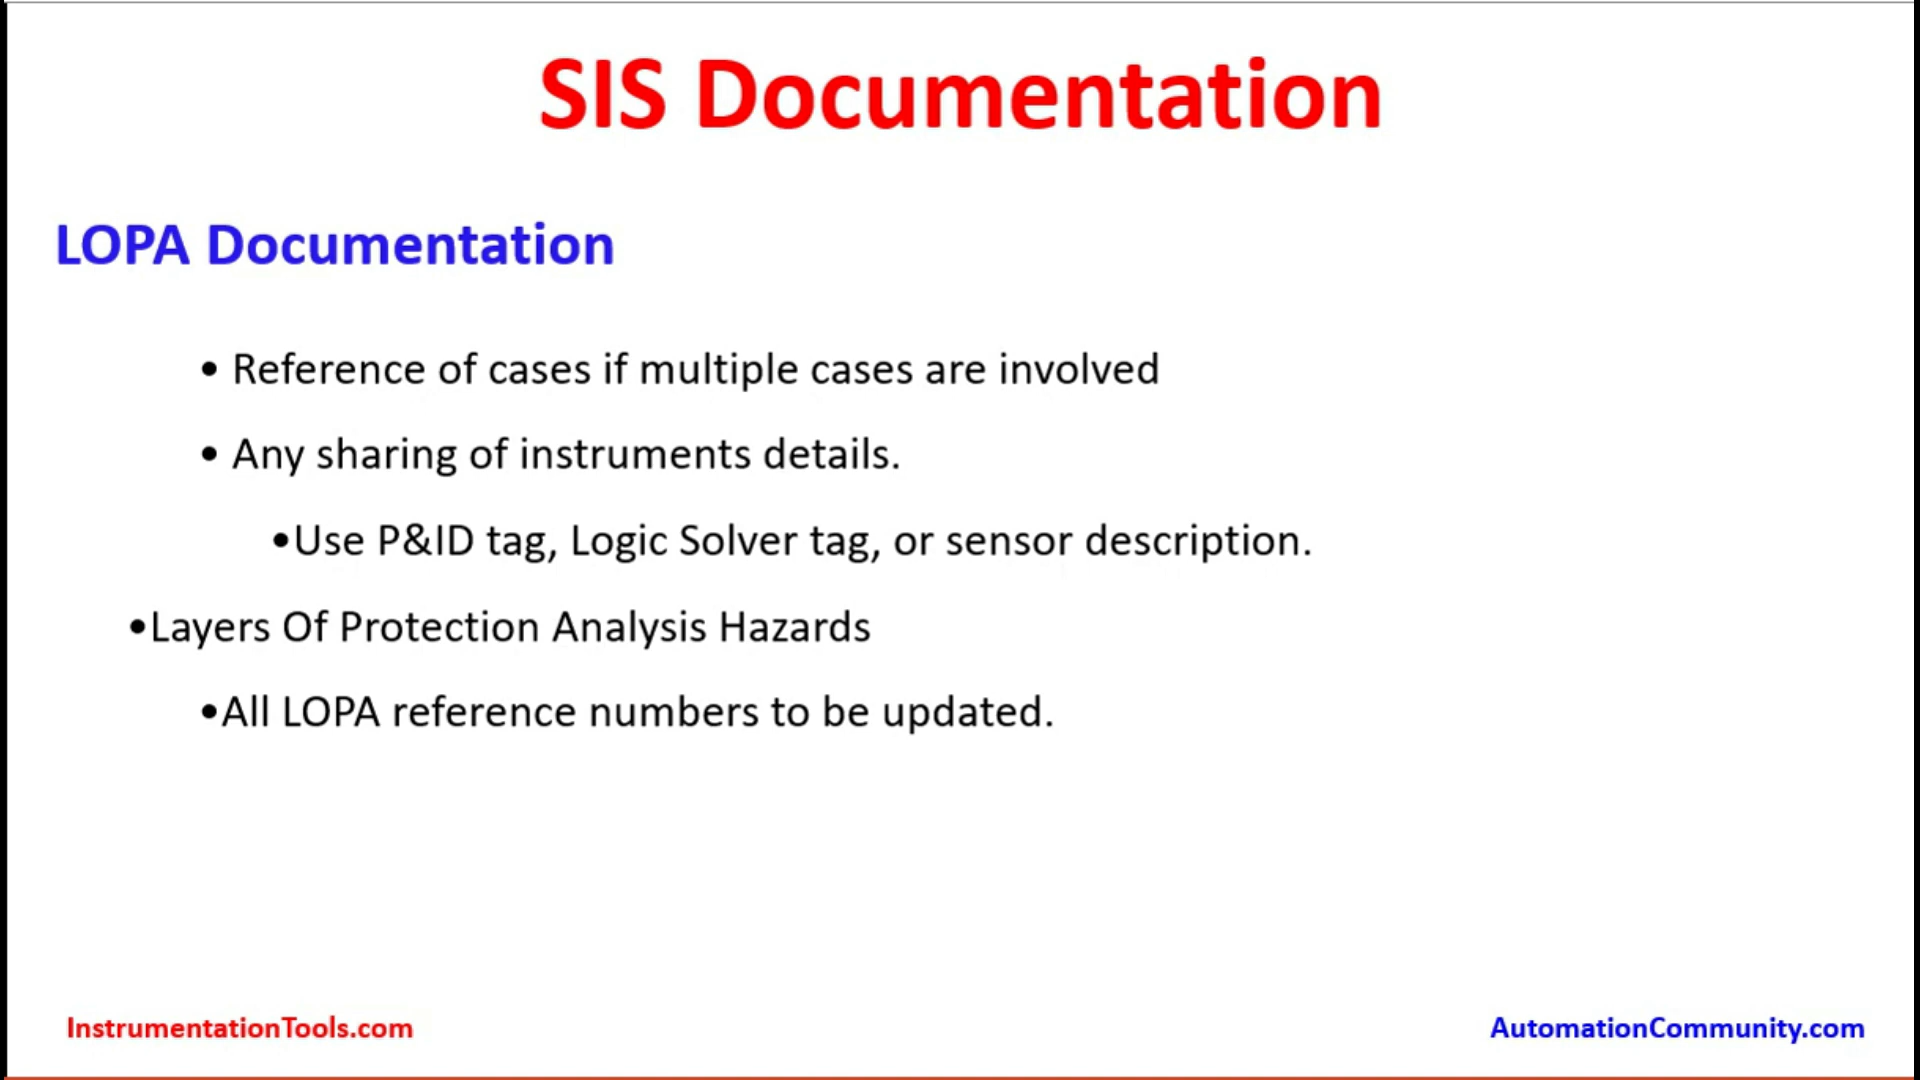 SIS Documentation
LOPA Documentation
• Reference of cases if multiple cases are involved
• Any sharing of instruments details.
•Use P&ID tag, Logic Solver tag, or sensor description.
•Layers Of Protection Analysis Hazards
•All LOPA reference numbers to be updated.
InstrumentationTools.com
AutomationCommunity.com